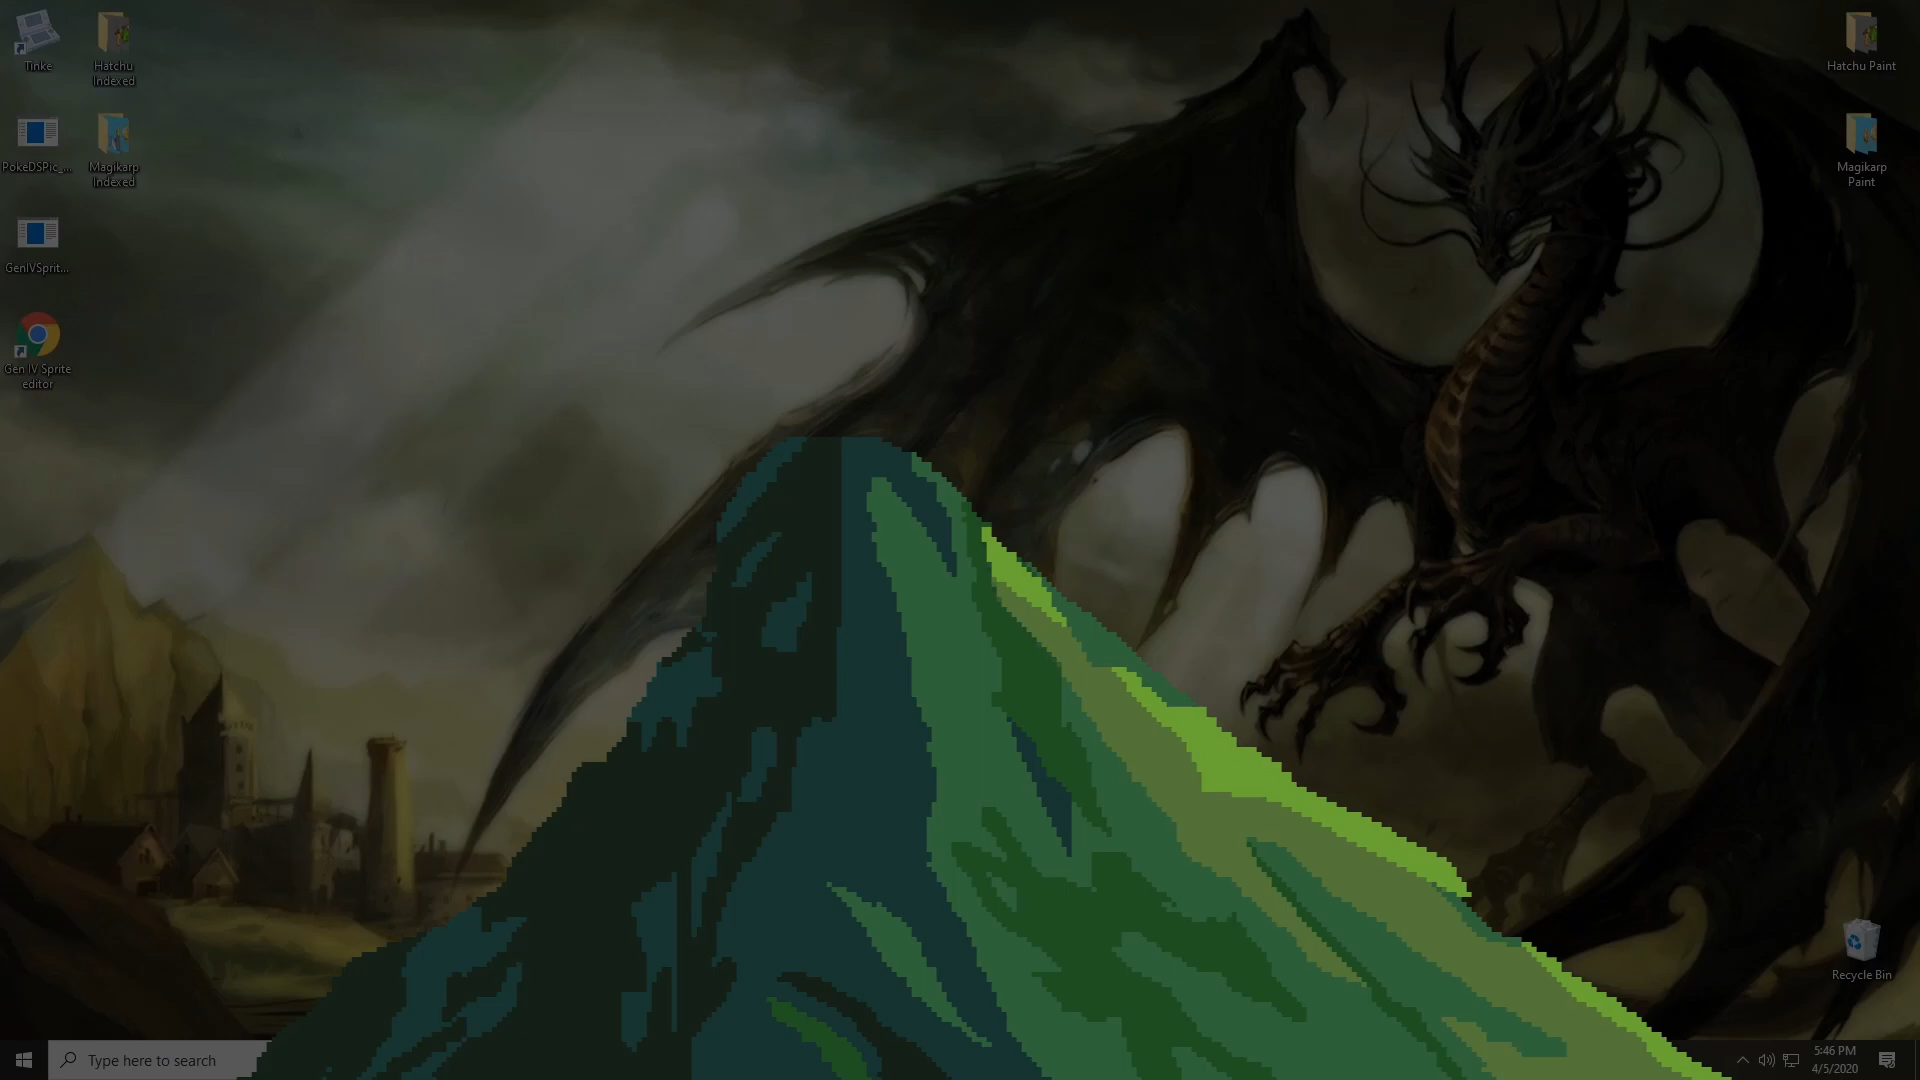 Tinke
Hatchu
Indexed
PokeDSPic_...
Magikarp
Indexed
GenIVSprit...
Gen IV Sprite
editor
Hatchu Paint
Magikarp
Paint
Recycle Bin
Type here to search
5:46 PM
4/5/2020